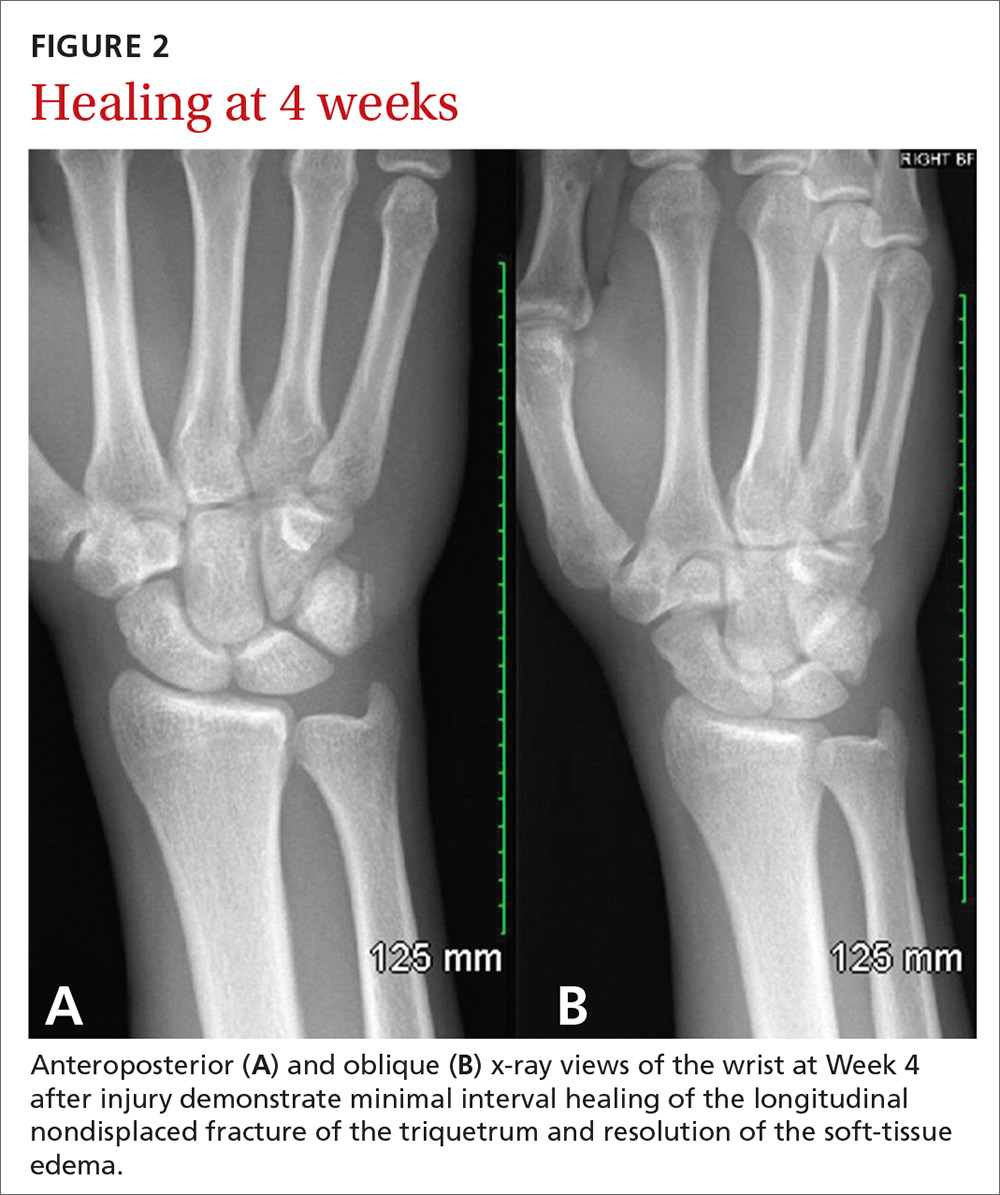 FIGURE 2
Healing at 4 weeks
RIGHT BF
125 mm
125 mm
A
B
Anteroposterior (A) and oblique (B) x-ray views of the wrist at Week 4
after injury demonstrate minimal interval healing of the longitudinal
nondisplaced fracture of the triquetrum and resolution of the soft-tissue
edema.